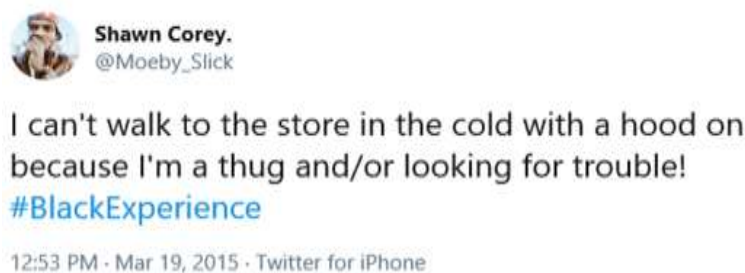 Shawn Corey.
@Moeby_Slick
I can't walk to the store in the cold with a hood on
because I'm a thug and/or looking for trouble!
#BlackExperience
12:53 PM · Mar 19, 2015 · Twitter for iPhone